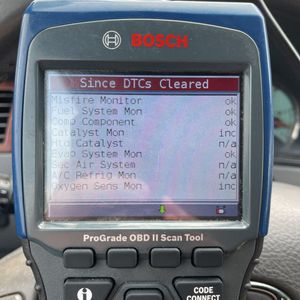 BOSCH
Since DTCs Cleared
Misfire Monitor ok
Fuel System Mon ok
Comp Component ok
Catalyst Mon inc
Htd Catalyst n/a
Evap System Mon ok
Sec Air System n/a
A/C Refrig Mon n/a
Oxygen Sens Mon inc
ProGrade OBD II Scan Tool
CODE
CONNECT